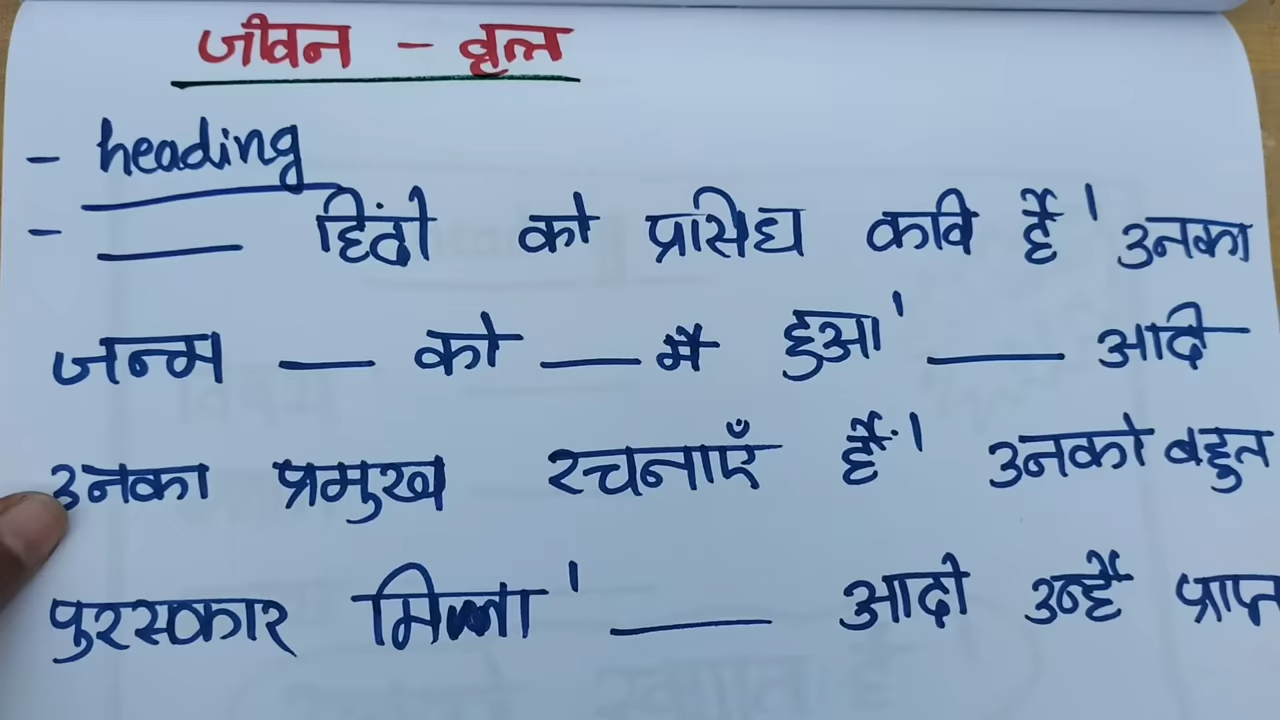 जीवन - वृत्त
- heading
- ____ हिंदी को प्रसिध कवि हैं। उनका
जन्म ___ को ___ मै हुआ। ____ आदी
उनका प्रमुख रचनाएँ हैं। उनको बहुत
पुरस्कार मिला। ____ आदी उन्हैं प्राप्त